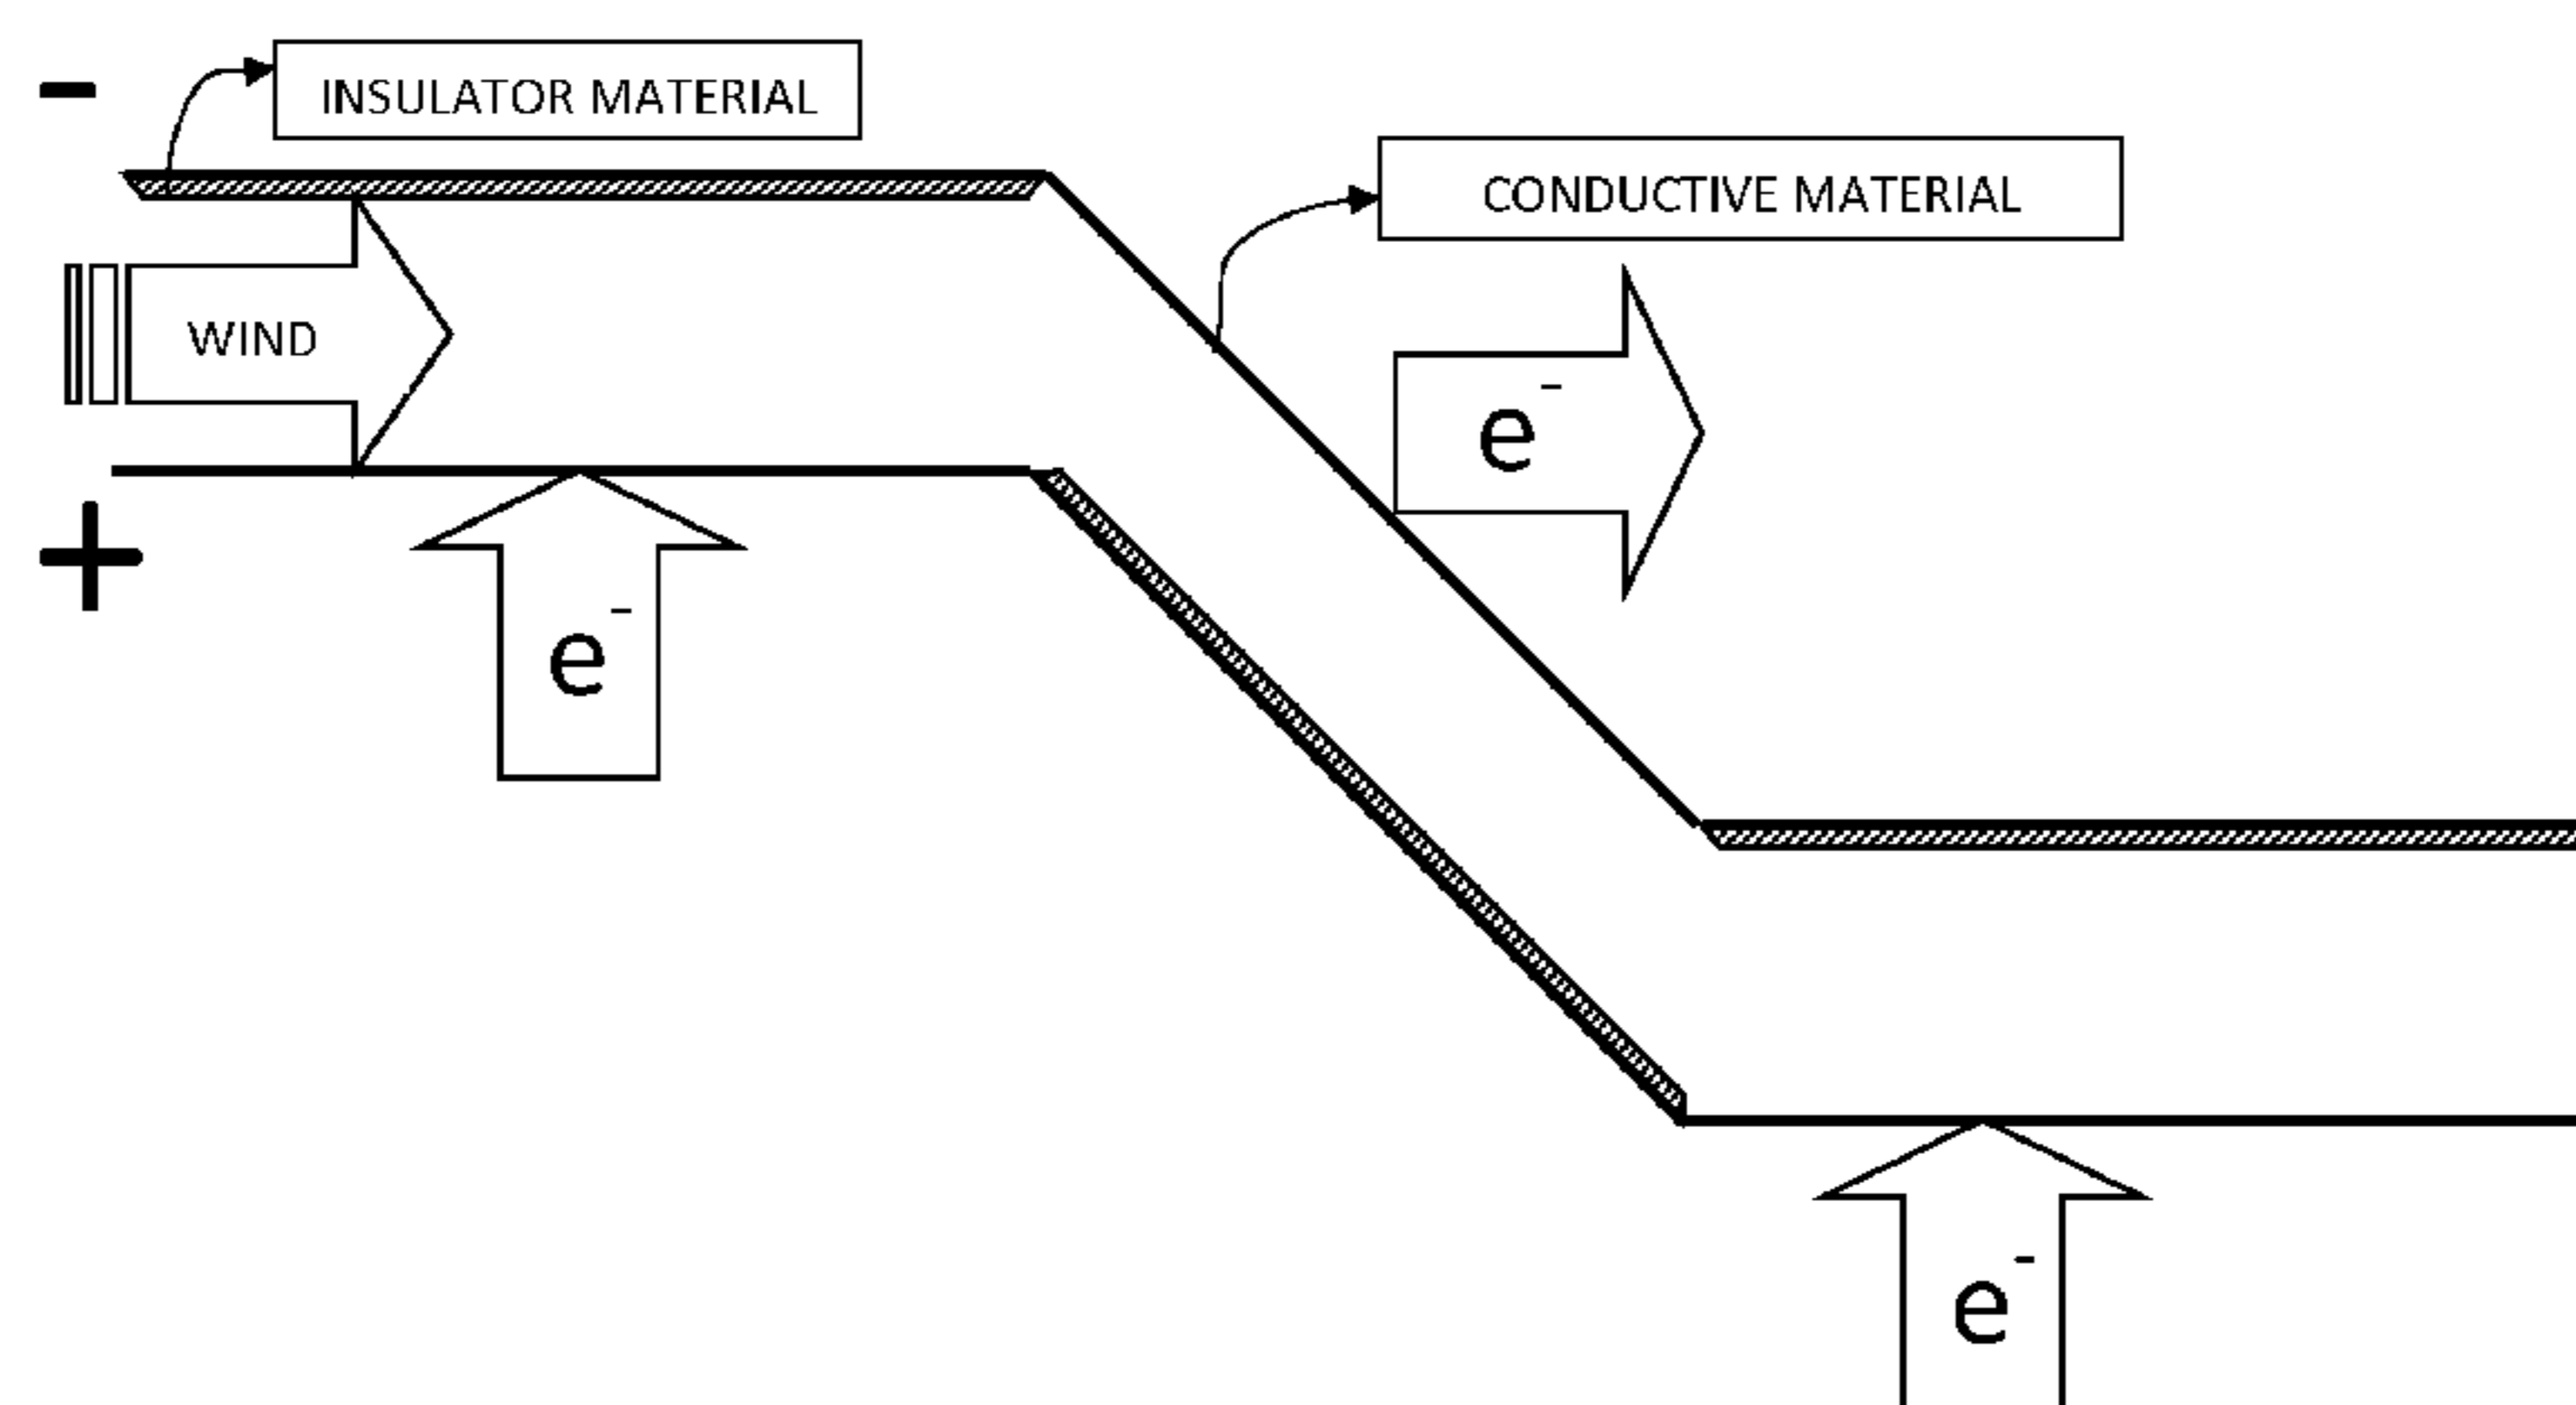 -
INSULATOR MATERIAL
CONDUCTIVE MATERIAL
WIND
e-
+
e-
e-